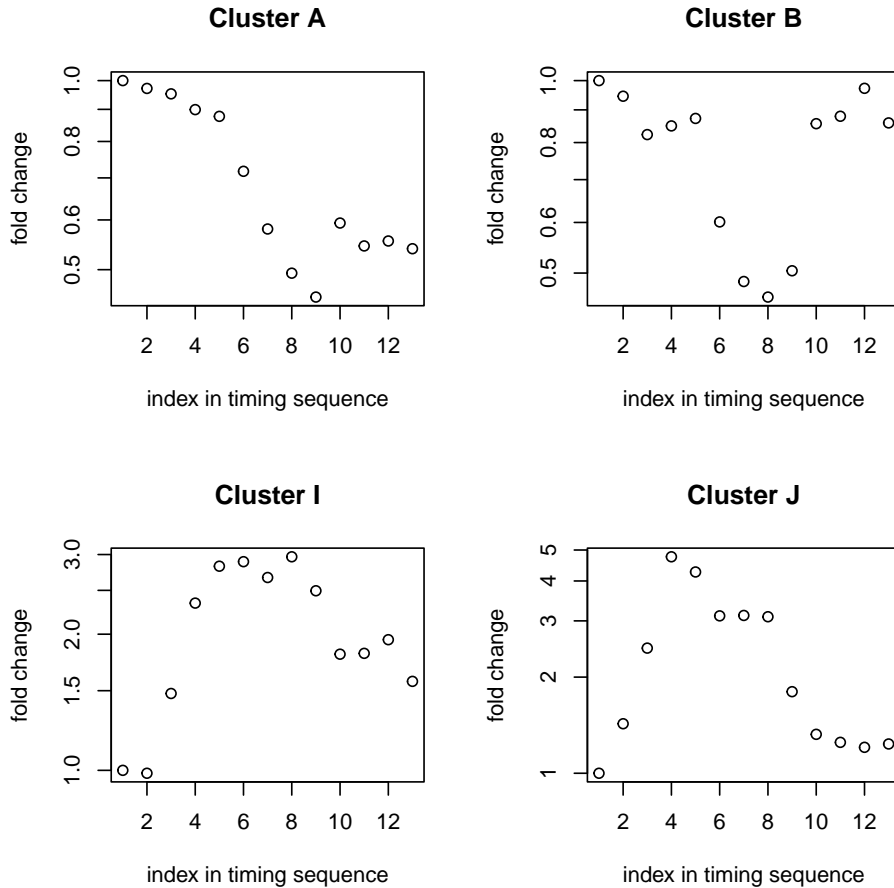 Cluster A
fold change
1.0
0.8
0.6
0.5
2 4 6 8 10 12
index in timing sequence
Cluster B
fold change
1.0
0.8
0.6
0.5
2 4 6 8 10 12
index in timing sequence
Cluster I
fold change
3.0
2.0
1.5
1.0
2 4 6 8 10 12
index in timing sequence
Cluster J
fold change
5
4
3
2
1
2 4 6 8 10 12
index in timing sequence